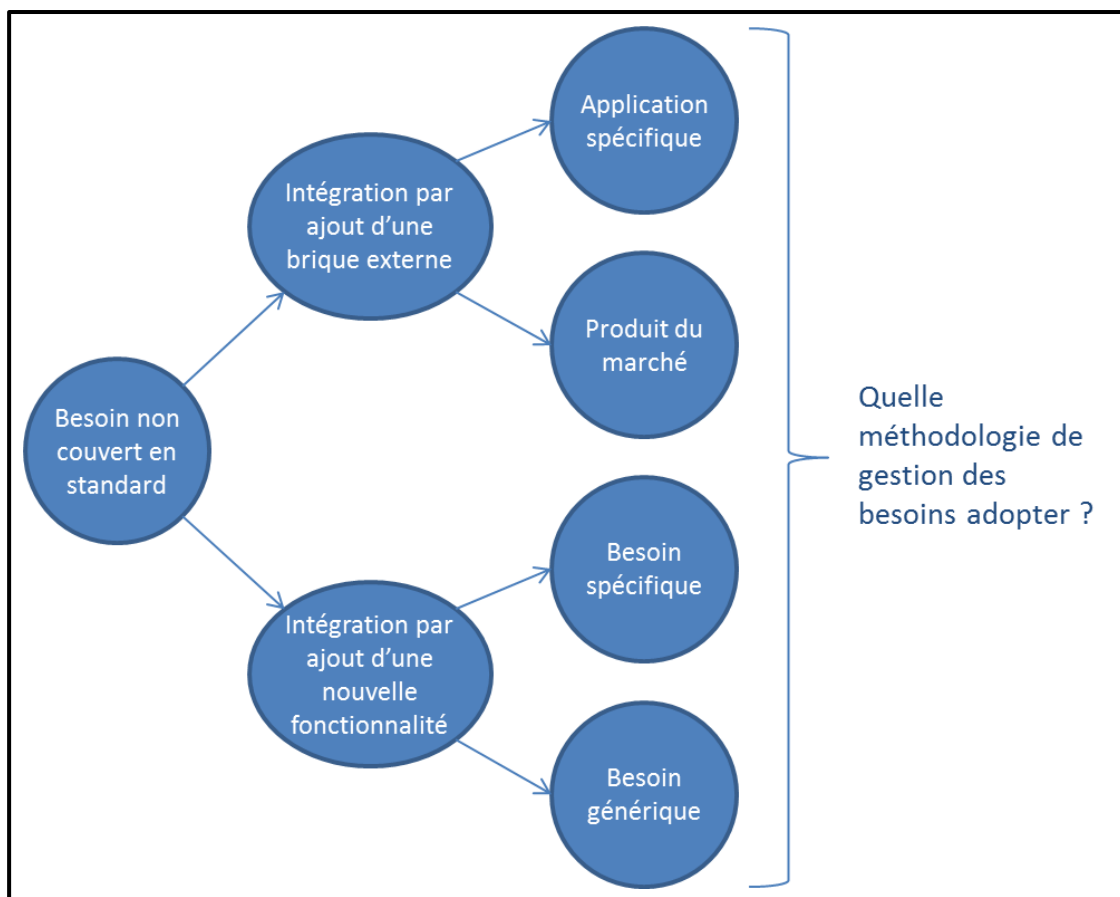 Besoin non
couvert en
standard
Intégration par
ajout d’une
brique externe
Intégration par
ajout d’une
nouvelle
fonctionnalité
Application
spécifique
Produit du
marché
Besoin
spécifique
Besoin
générique
Quelle
méthodologie de
gestion des
besoins adopter ?